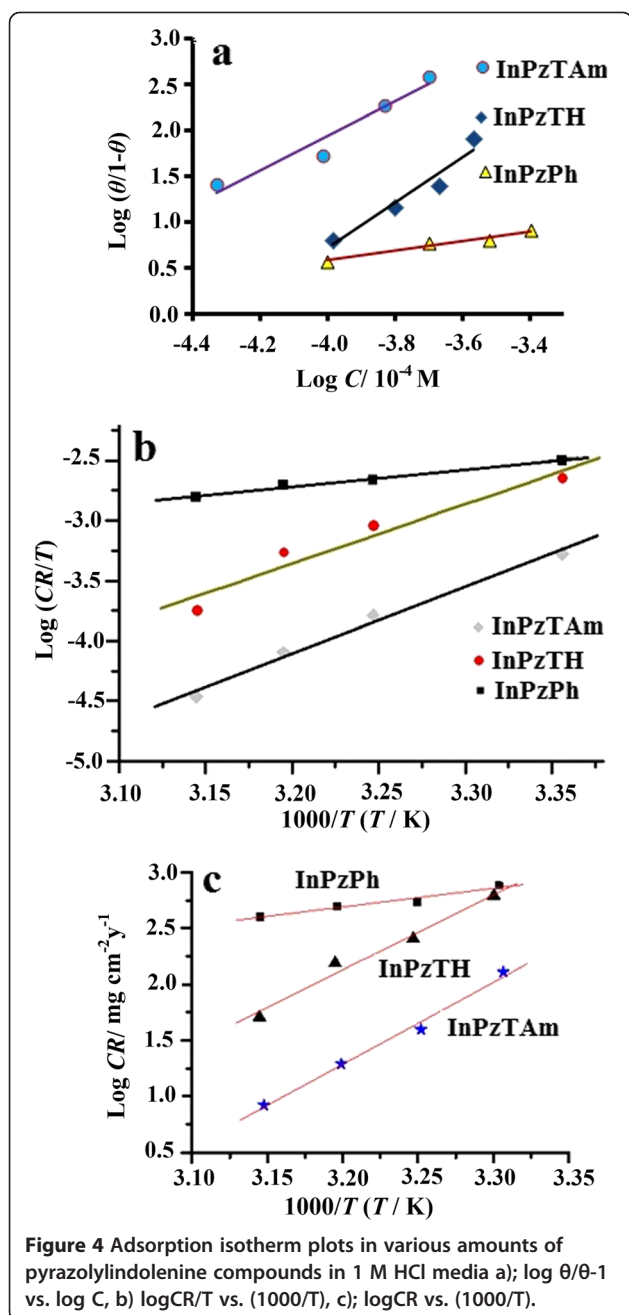 a
3.0
2.5
2.0
1.5
1.0
0.5
0.0
Log (θ/1-θ)
InPzTAm
InPzTH
InPzPh
-4.4 -4.2 -4.0 -3.8 -3.6 -3.4
Log C/ 10⁻⁴ M
b
-2.5
-3.0
-3.5
-4.0
-4.5
-5.0
Log (CR/T)
InPzTAm
InPzTH
InPzPh
3.10 3.15 3.20 3.25 3.30 3.35
1000/T (T / K)
c
3.0
2.5
2.0
1.5
1.0
0.5
Log CR/ mg cm⁻²y⁻¹
InPzPh
InPzTH
InPzTAm
3.10 3.15 3.20 3.25 3.30 3.35
1000/T (T / K)
Figure 4 Adsorption isotherm plots in various amounts of
pyrazolylindolenine compounds in 1 M HCl media a); log θ/θ-1
vs. log C, b) logCR/T vs. (1000/T), c); logCR vs. (1000/T).